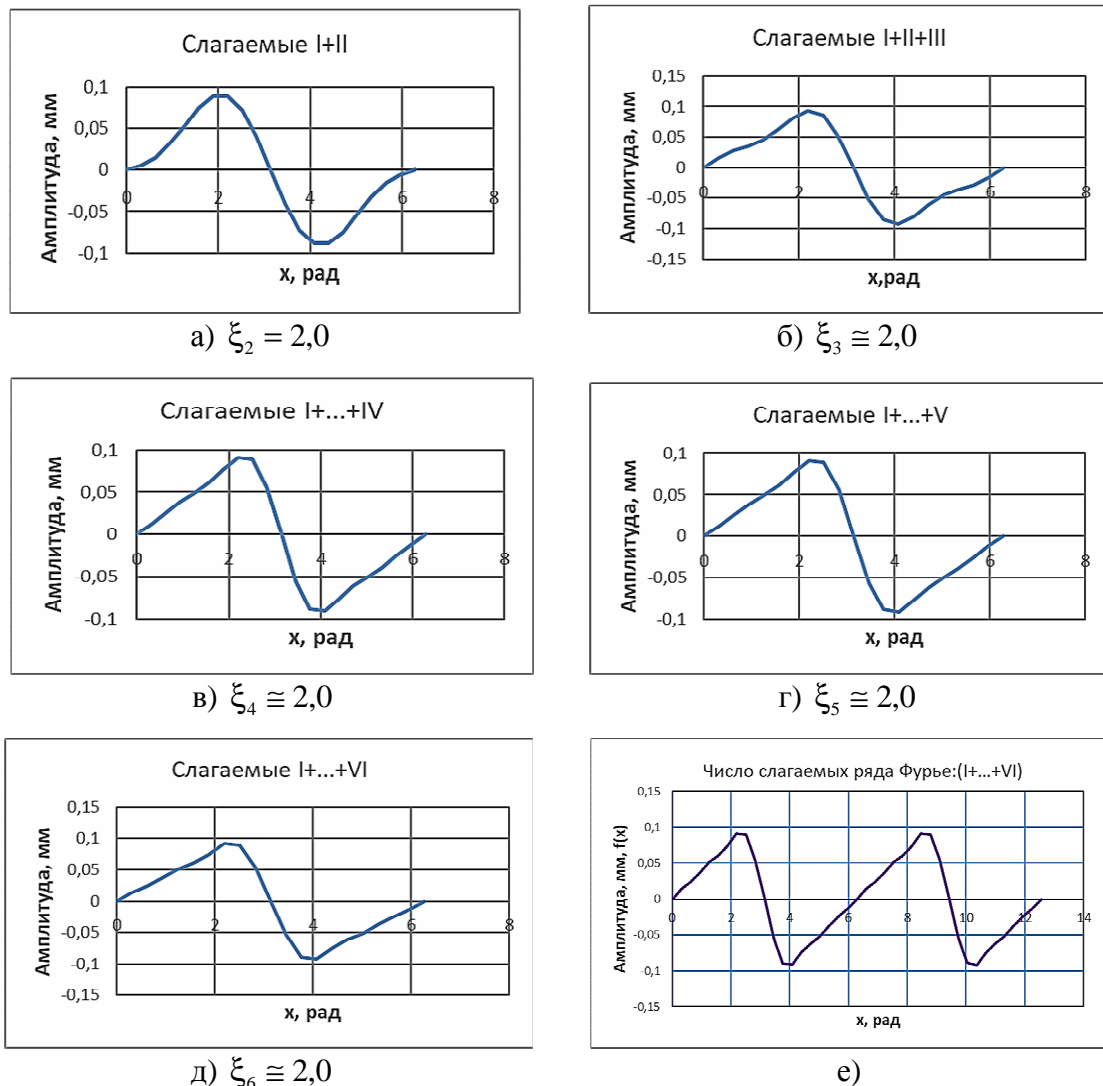 Слагаемые I+II
Амплитуда, мм
0,1
0,05
0
-0,05
-0,1
0 2 4 6 8
x, рад
а) ξ₂ = 2,0
Слагаемые I+II+III
Амплитуда, мм
0,15
0,1
0,05
0
-0,05
-0,1
-0,15
0 2 4 6 8
x,рад
б) ξ₃ ≅ 2,0
Слагаемые I+...+IV
Амплитуда, мм
0,1
0,05
0
-0,05
-0,1
0 2 4 6 8
x, рад
в) ξ₄ ≅ 2,0
Слагаемые I+...+V
Амплитуда, мм
0,1
0,05
0
-0,05
-0,1
0 2 4 6 8
x, рад
г) ξ₅ ≅ 2,0
Слагаемые I+...+VI
Амплитуда, мм
0,15
0,1
0,05
0
-0,05
-0,1
-0,15
0 2 4 6 8
x, рад
д) ξ₆ ≅ 2,0
Число слагаемых ряда Фурье:(I+...+VI)
Амплитуда, мм, f(x)
0,15
0,1
0,05
0
-0,05
-0,1
-0,15
0 2 4 6 8 10 12 14
x, рад
е)